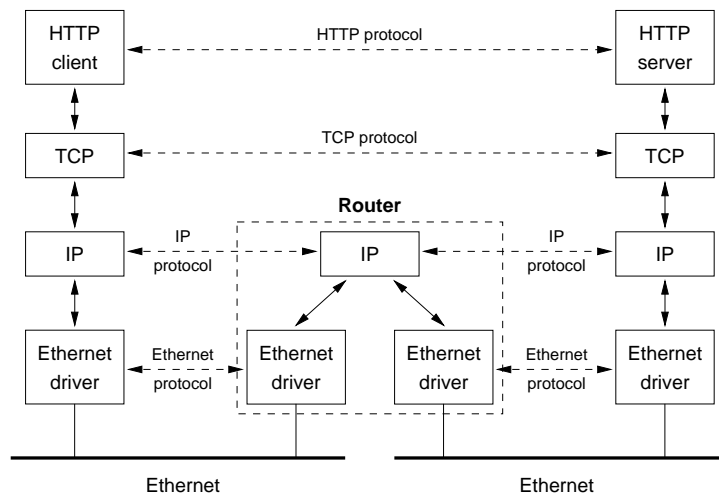 HTTP
client
HTTP protocol
HTTP
server
TCP
TCP protocol
TCP
Router
IP
IP
protocol
IP
IP
protocol
IP
Ethernet
driver
Ethernet
protocol
Ethernet
driver
Ethernet
driver
Ethernet
protocol
Ethernet
driver
Ethernet
Ethernet